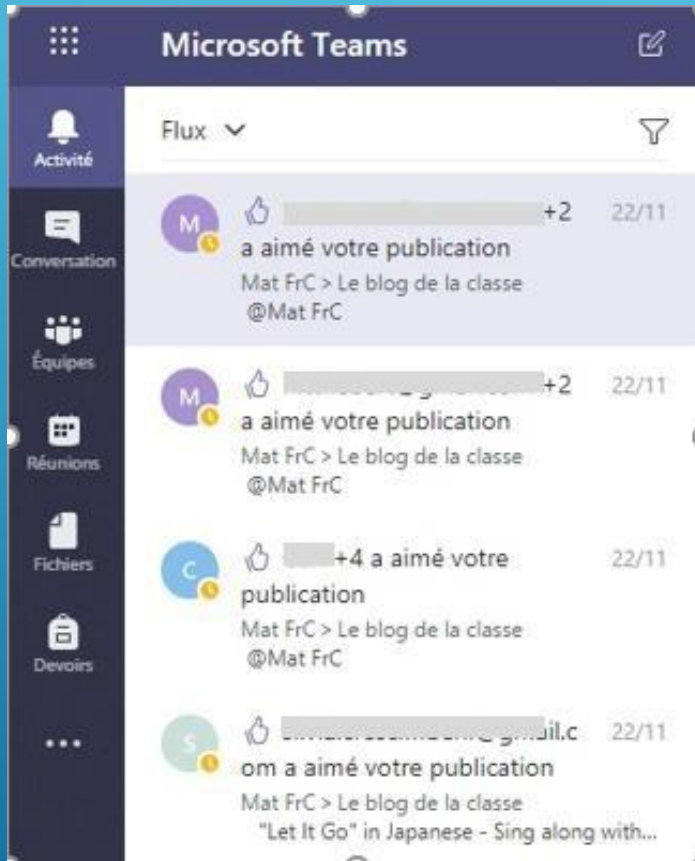 Microsoft Teams
Activité
Conversation
Équipes
Réunions
Fichiers
Devoirs
Flux
M
+2 22/11
a aimé votre publication
Mat FrC > Le blog de la classe
@Mat FrC
M
+2 22/11
a aimé votre publication
Mat FrC > Le blog de la classe
@Mat FrC
C
+4 a aimé votre 22/11
publication
Mat FrC > Le blog de la classe
@Mat FrC
S
22/11
om a aimé votre publication
Mat FrC > Le blog de la classe
"Let It Go" in Japanese - Sing along with...